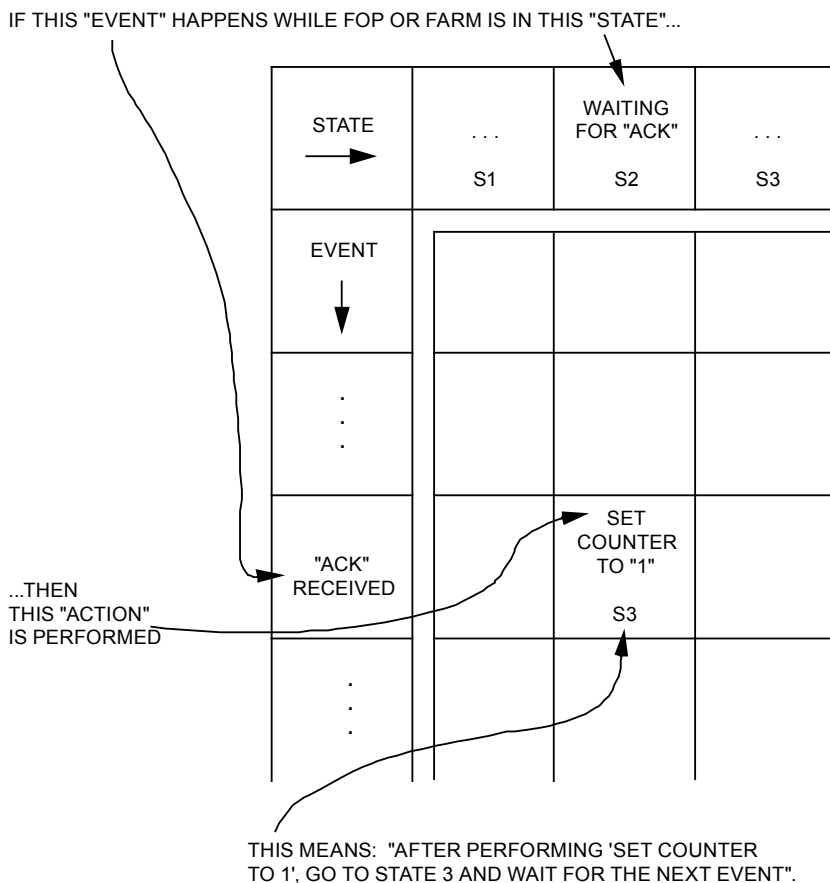 IF THIS "EVENT" HAPPENS WHILE FOP OR FARM IS IN THIS "STATE"...
STATE
. . .
S1
WAITING
FOR "ACK"
S2
. . .
S3
EVENT
.
.
.
"ACK"
RECEIVED
SET
COUNTER
TO "1"
S3
...THEN
THIS "ACTION"
IS PERFORMED
.
.
.
THIS MEANS: "AFTER PERFORMING 'SET COUNTER
TO 1', GO TO STATE 3 AND WAIT FOR THE NEXT EVENT".